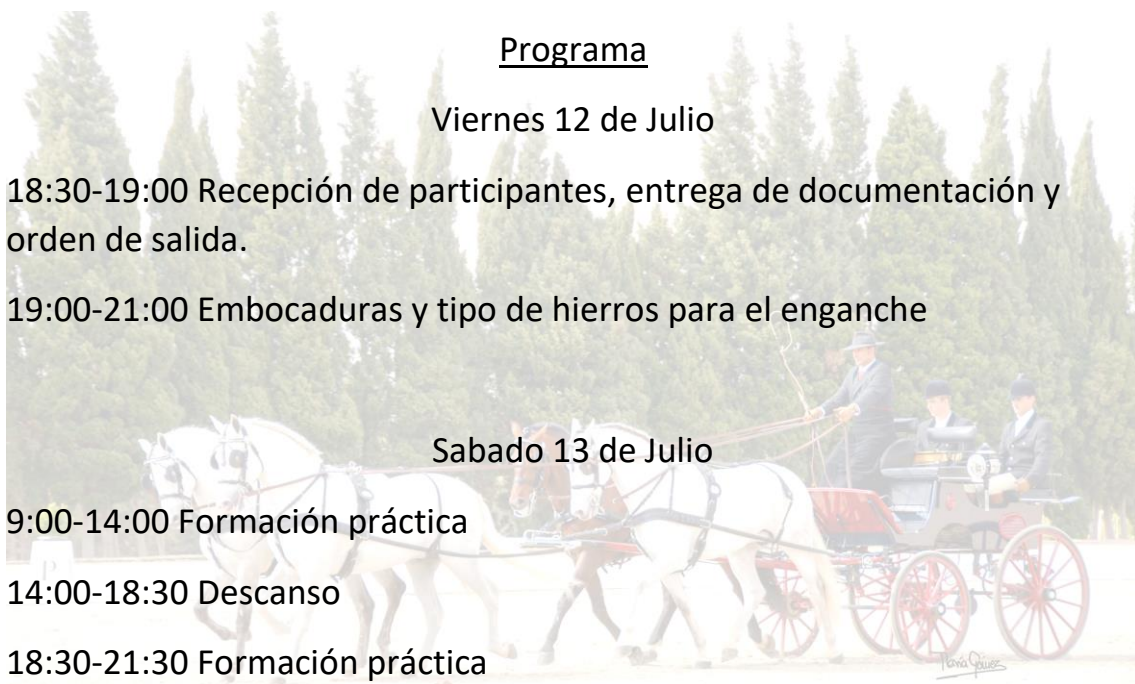 Programa
Viernes 12 de Julio
18:30-19:00 Recepción de participantes, entrega de documentación y
orden de salida.
19:00-21:00 Embocaduras y tipo de hierros para el enganche
Sabado 13 de Julio
9:00-14:00 Formación práctica
14:00-18:30 Descanso
18:30-21:30 Formación práctica